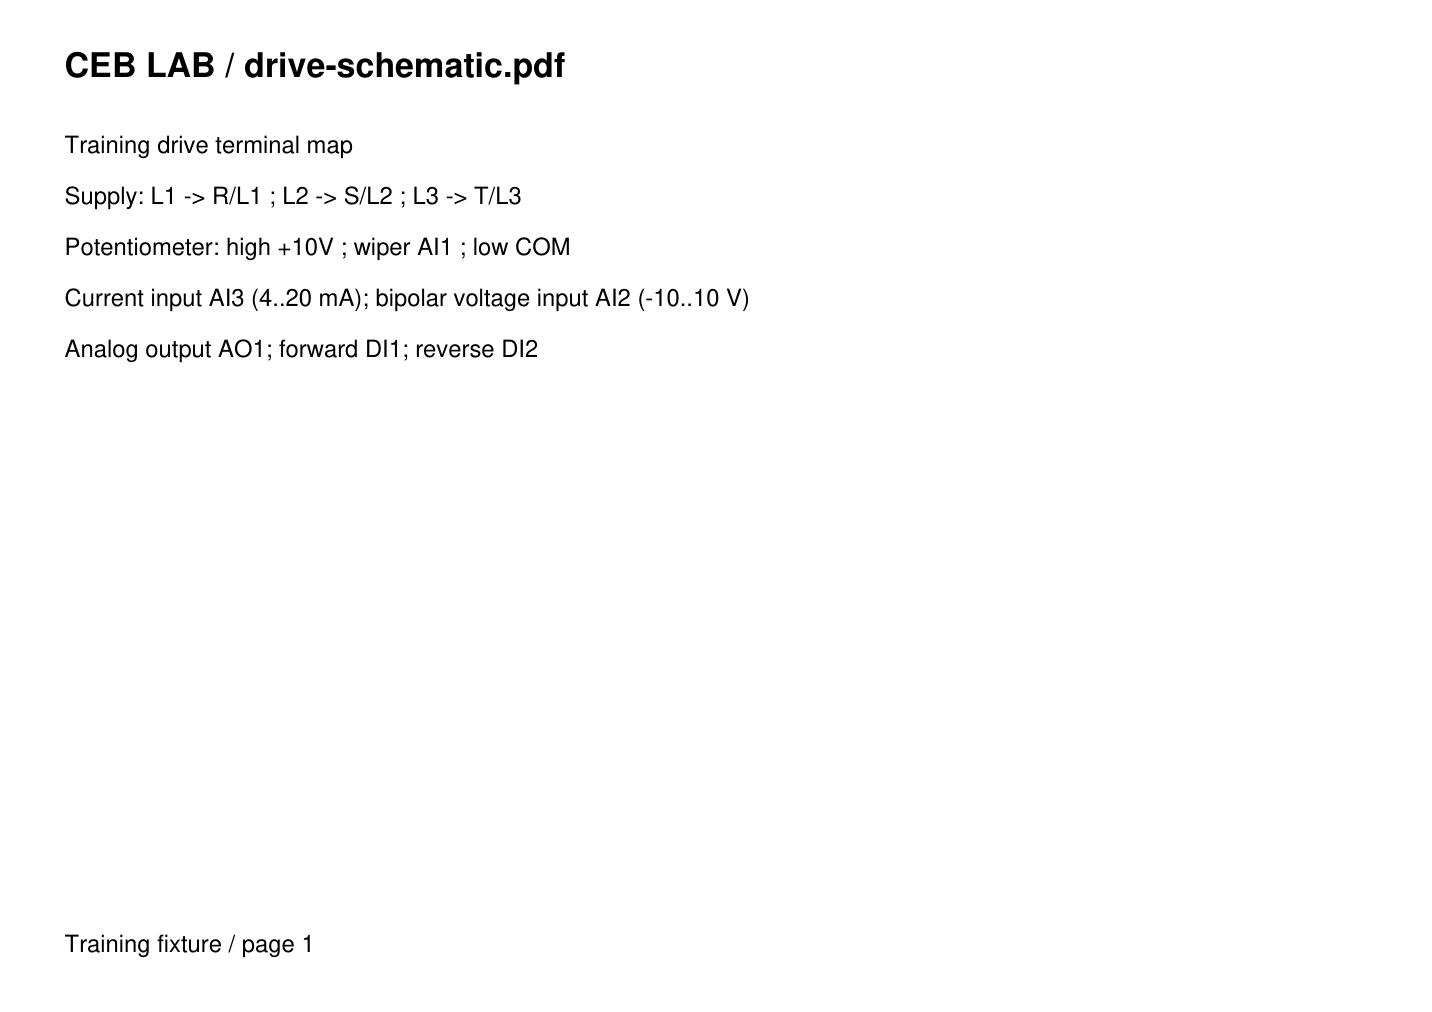 CEB LAB / drive-schematic.pdf
Training drive terminal map
Supply: L1 -> R/L1 ; L2 -> S/L2 ; L3 -> T/L3
Potentiometer: high +10V ; wiper AI1 ; low COM
Current input AI3 (4..20 mA); bipolar voltage input AI2 (-10..10 V)
Analog output AO1; forward DI1; reverse DI2
Training fixture / page 1